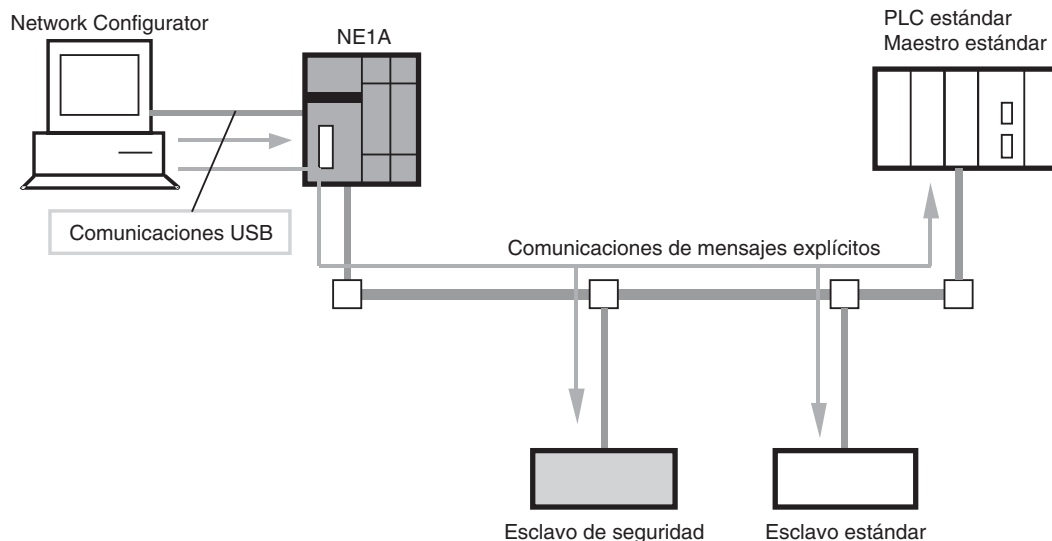 Network Configurator
NE1A
PLC estándar
Maestro estándar
Comunicaciones USB
Comunicaciones de mensajes explícitos
Esclavo de seguridad
Esclavo estándar